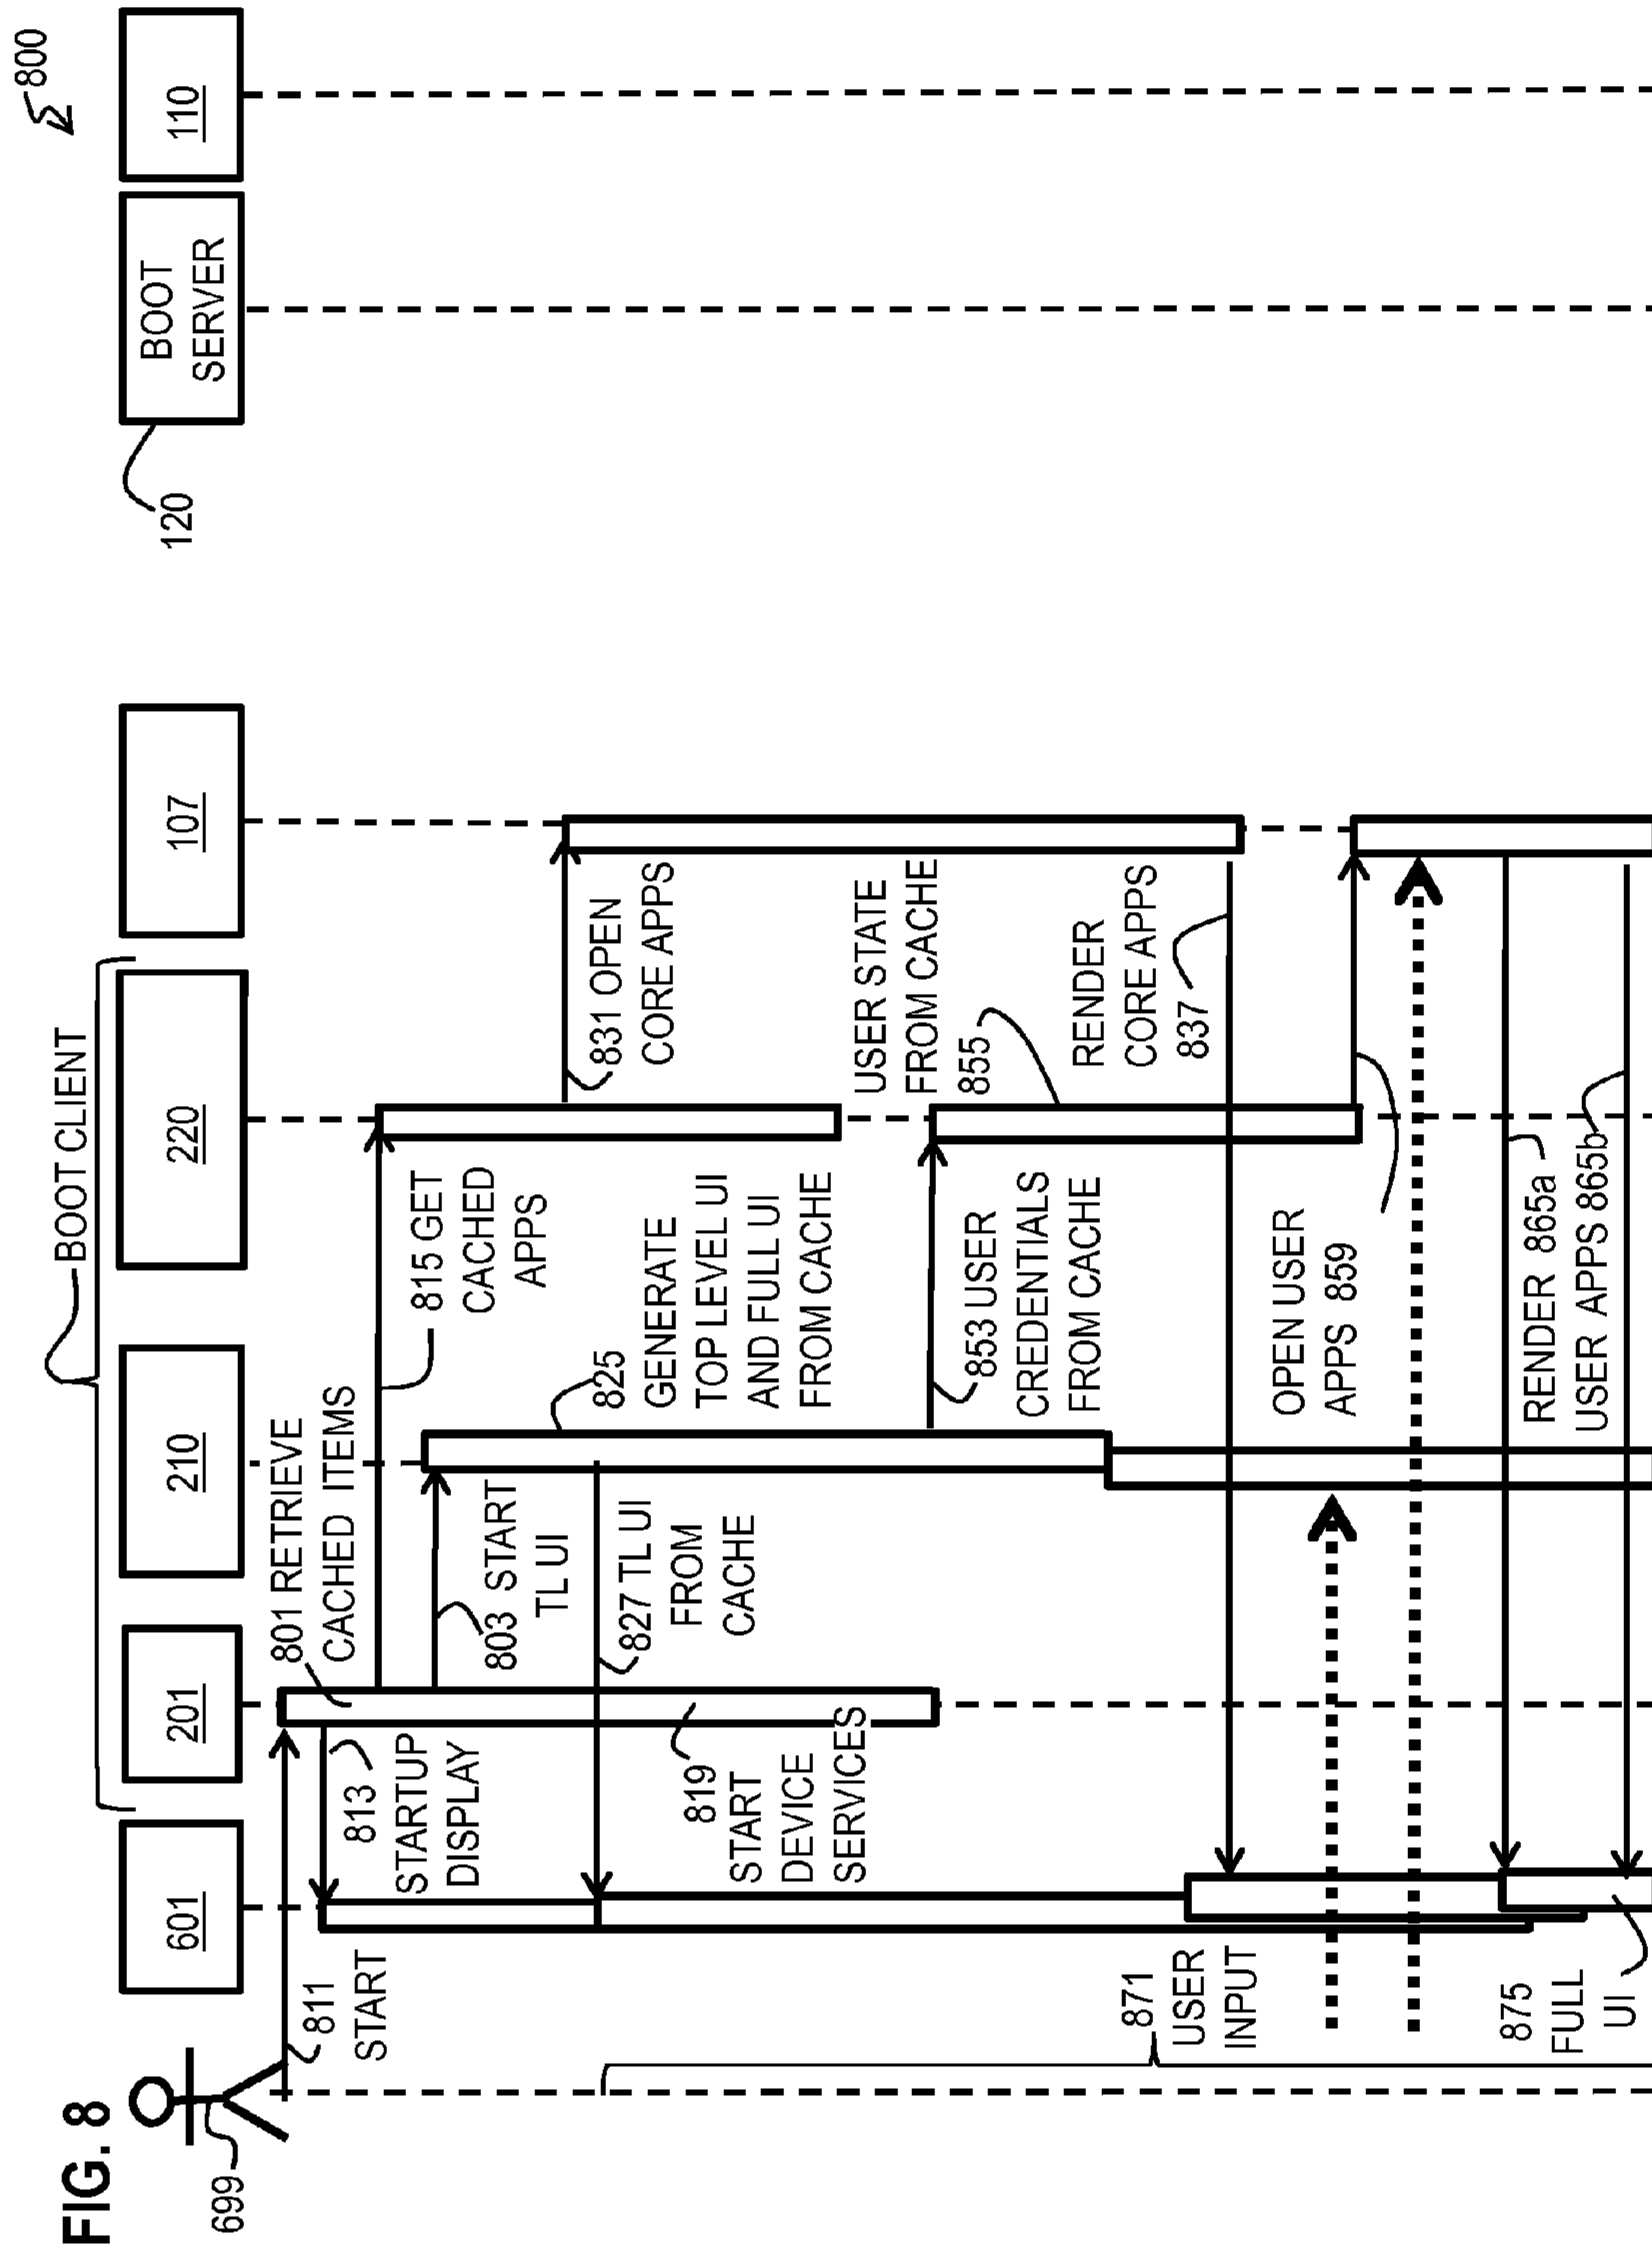 FIG. 8
800
699
601
BOOT CLIENT
201
210
220
107
120
BOOT
SERVER
110
811
START
813
STARTUP
DISPLAY
801 RETRIEVE
CACHED ITEMS
815 GET
CACHED
APPS
803 START
TL UI
831 OPEN
CORE APPS
825
GENERATE
TOP LEVEL UI
AND FULL UI
FROM CACHE
827 TL UI
FROM
CACHE
819
START
DEVICE
SERVICES
USER STATE
FROM CACHE
855
853 USER
CREDENTIALS
FROM CACHE
RENDER
CORE APPS
837
871
USER
INPUT
OPEN USER
APPS 859
RENDER 865a
USER APPS 865b
875
FULL
UI